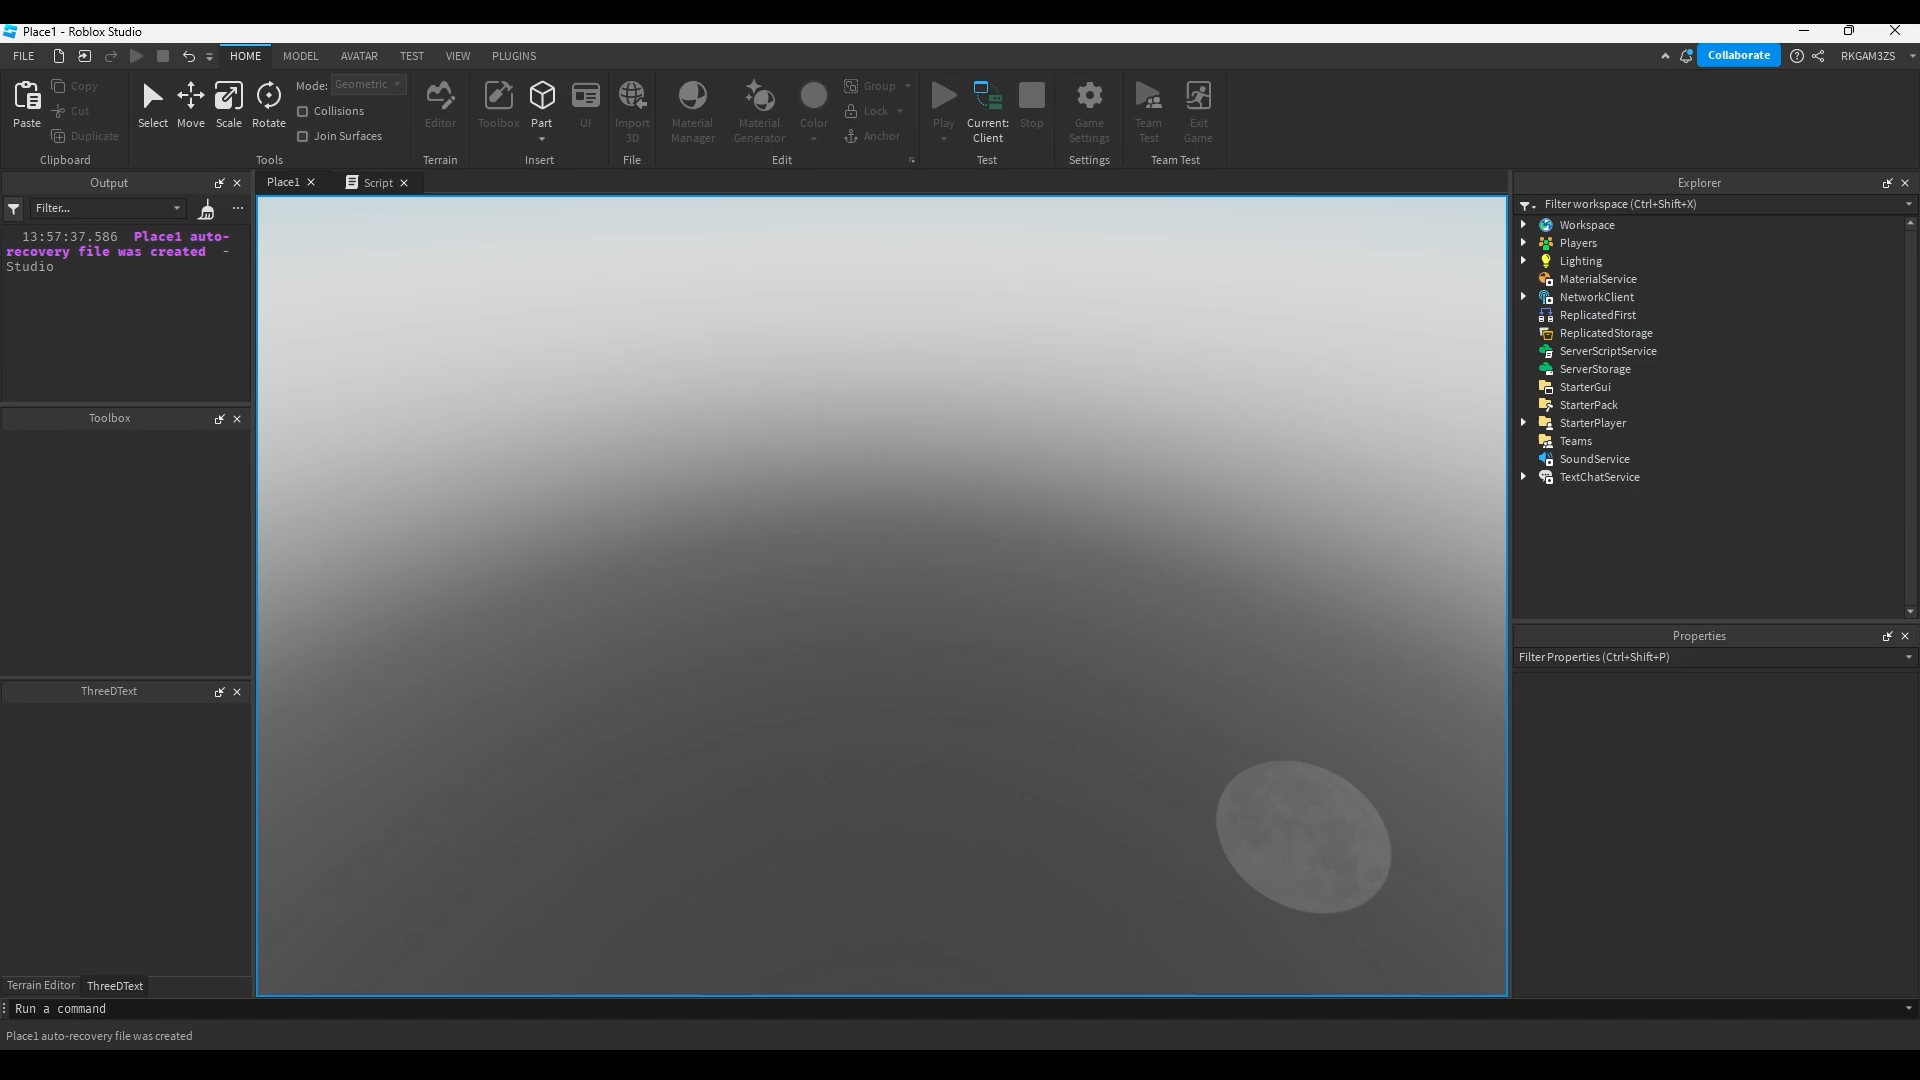 Place1 - Roblox Studio
FILE
HOME
MODEL
AVATAR
TEST
VIEW
PLUGINS
Collaborate
RKGAM3ZS
Paste
Copy
Cut
Duplicate
Clipboard
Select
Move
Scale
Rotate
Mode: Geometric
Collisions
Join Surfaces
Tools
Editor
Terrain
Toolbox
Part
UI
Insert
Import
3D
File
Material
Manager
Material
Generator
Color
Group
Lock
Anchor
Edit
Play
Current:
Client
Stop
Test
Game
Settings
Settings
Team
Test
Exit
Game
Team Test
Output
Filter...
13:57:37.586 Place1 auto-
recovery file was created -
Studio
Toolbox
ThreeDText
Terrain Editor
ThreeDText
Place1
Script
Explorer
Filter workspace (Ctrl+Shift+X)
Workspace
Players
Lighting
MaterialService
NetworkClient
ReplicatedFirst
ReplicatedStorage
ServerScriptService
ServerStorage
StarterGui
StarterPack
StarterPlayer
Teams
SoundService
TextChatService
Properties
Filter Properties (Ctrl+Shift+P)
Run a command
Place1 auto-recovery file was created